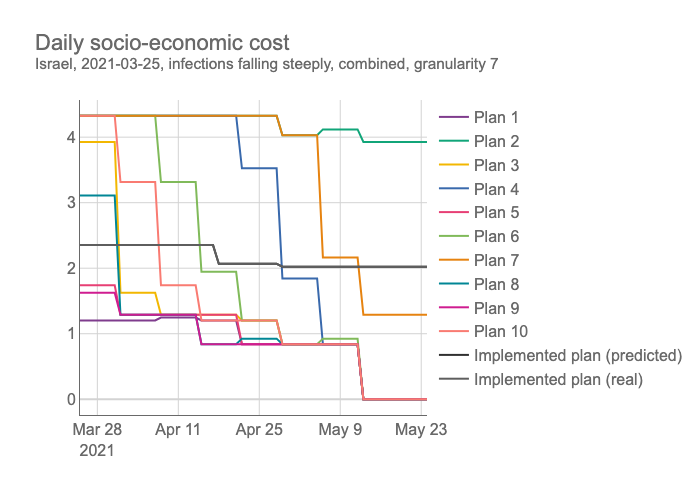 Daily socio-economic cost
Israel, 2021-03-25, infections falling steeply, combined, granularity 7
4
3
2
1
0
Mar 28
2021
Apr 11
Apr 25
May 9
May 23
Plan 1
Plan 2
Plan 3
Plan 4
Plan 5
Plan 6
Plan 7
Plan 8
Plan 9
Plan 10
Implemented plan (predicted)
Implemented plan (real)